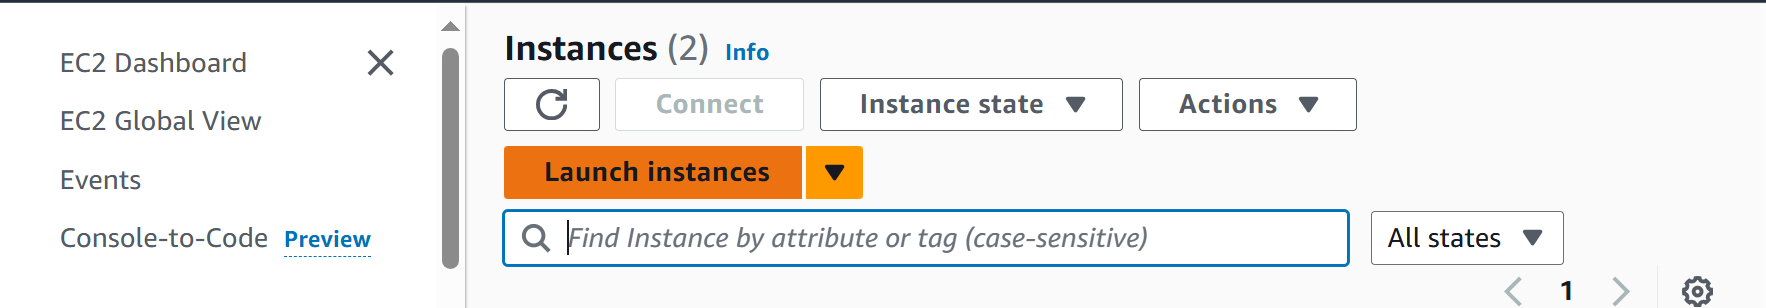 EC2 Dashboard
EC2 Global View
Events
Console-to-Code Preview
Instances (2) Info
Connect
Instance state
Actions
Launch instances
Find Instance by attribute or tag (case-sensitive)
All states
1